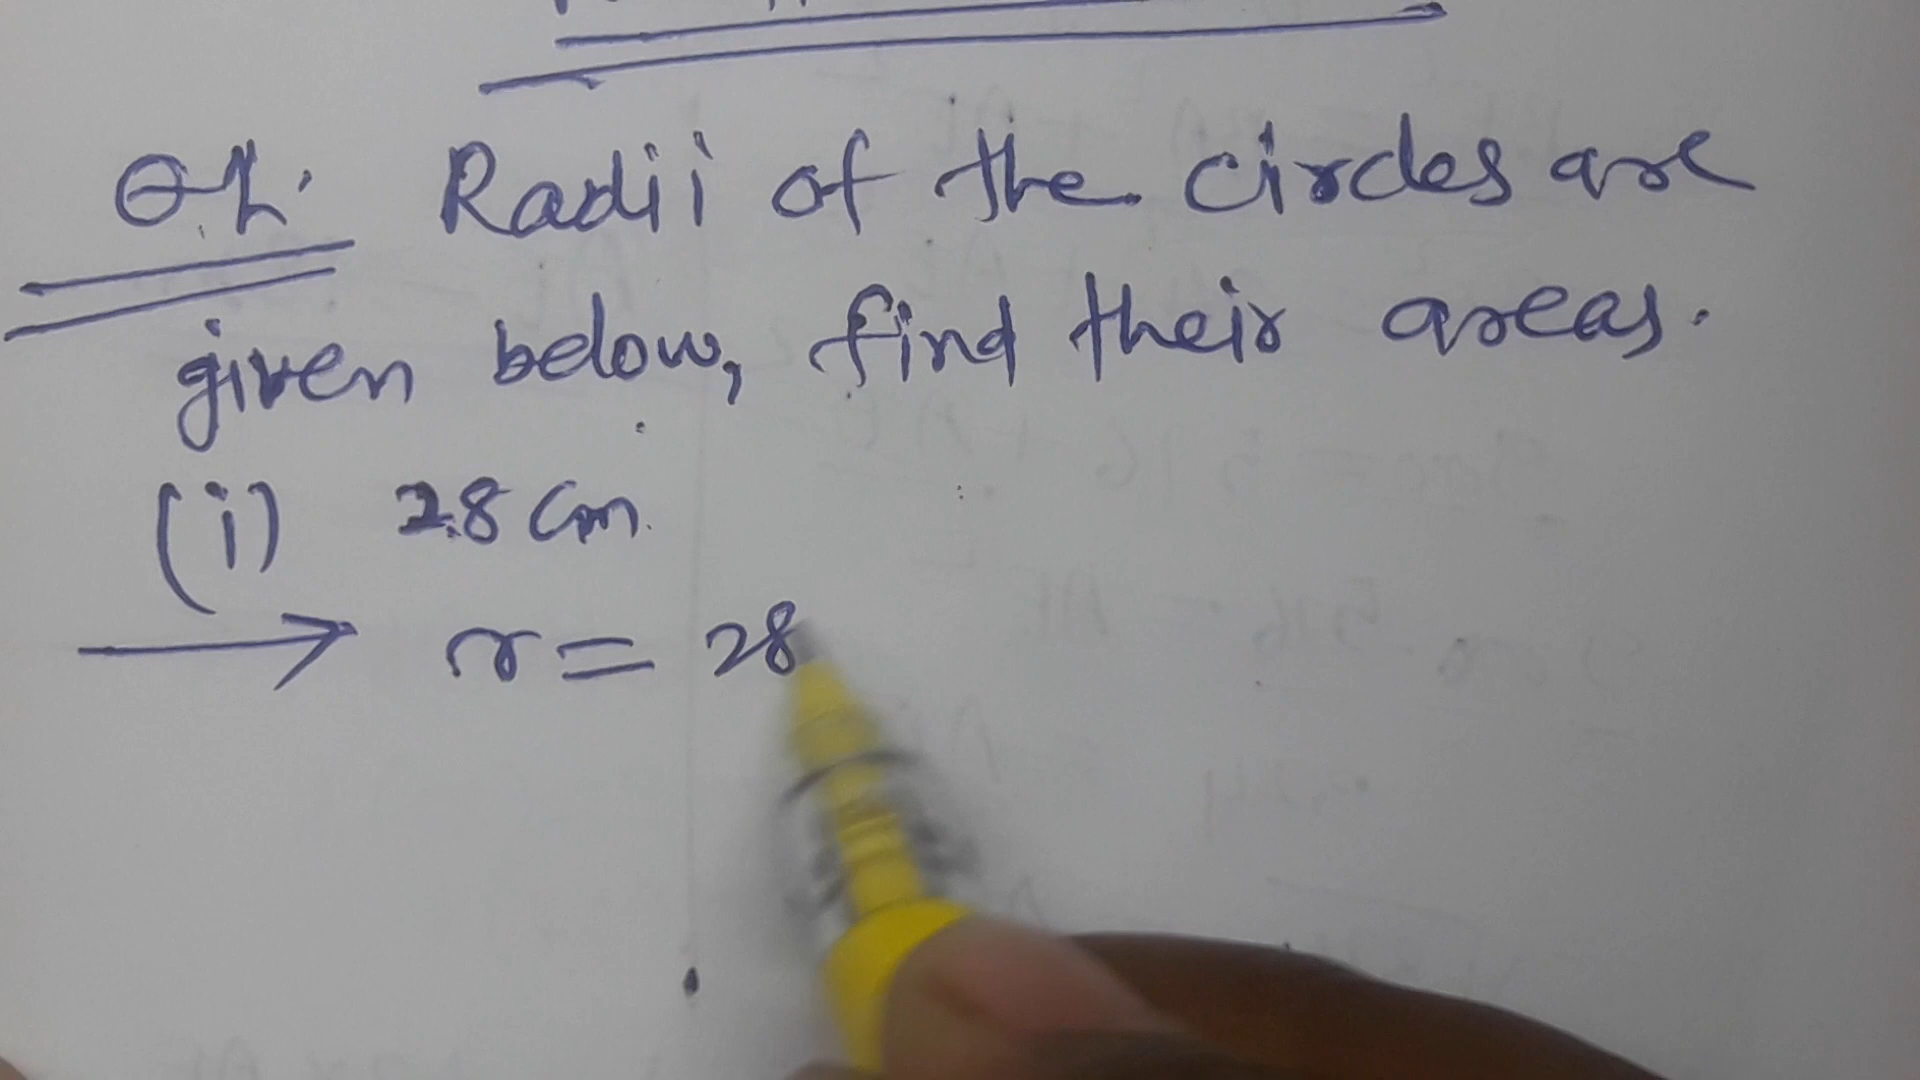 Q1. Radii of the circles are
given below, find their areas.
(i) 28 cm.
→ r = 28